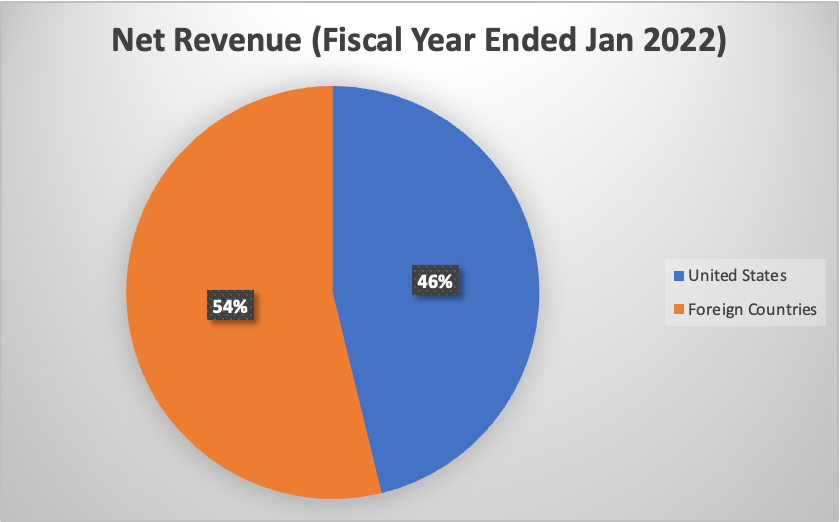 Net Revenue (Fiscal Year Ended Jan 2022)
46%
54%
United States
Foreign Countries